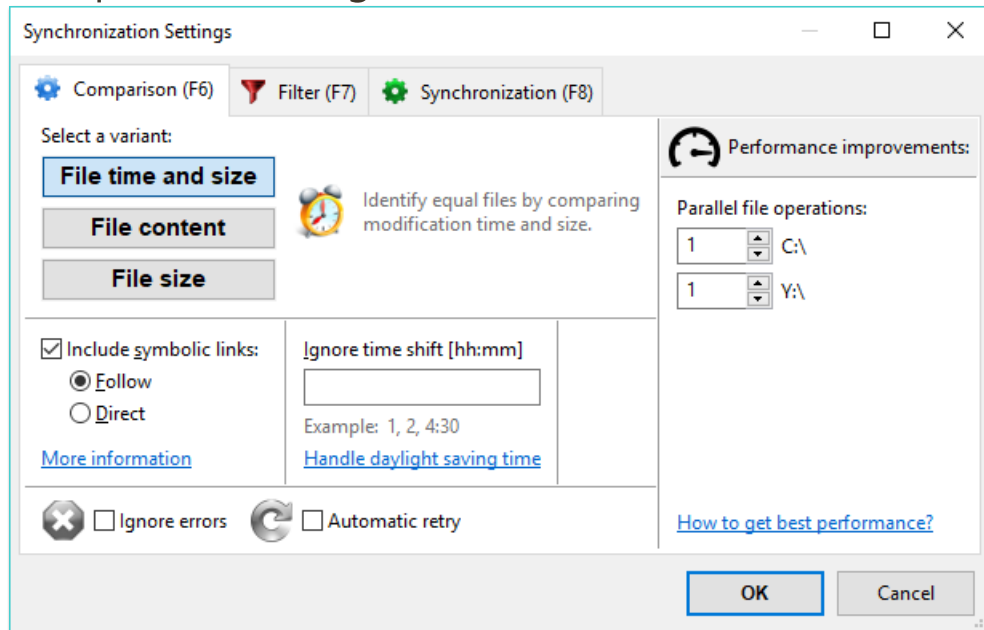 Synchronization Settings
Comparison (F6)
Filter (F7)
Synchronization (F8)
Select a variant:
File time and size
File content
File size
Identify equal files by comparing
modification time and size.
Include symbolic links:
Follow
Direct
More information
Ignore time shift [hh:mm]
Example: 1, 2, 4:30
Handle daylight saving time
Ignore errors
Automatic retry
Performance improvements:
Parallel file operations:
1 C:\
1 Y:\
How to get best performance?
OK
Cancel